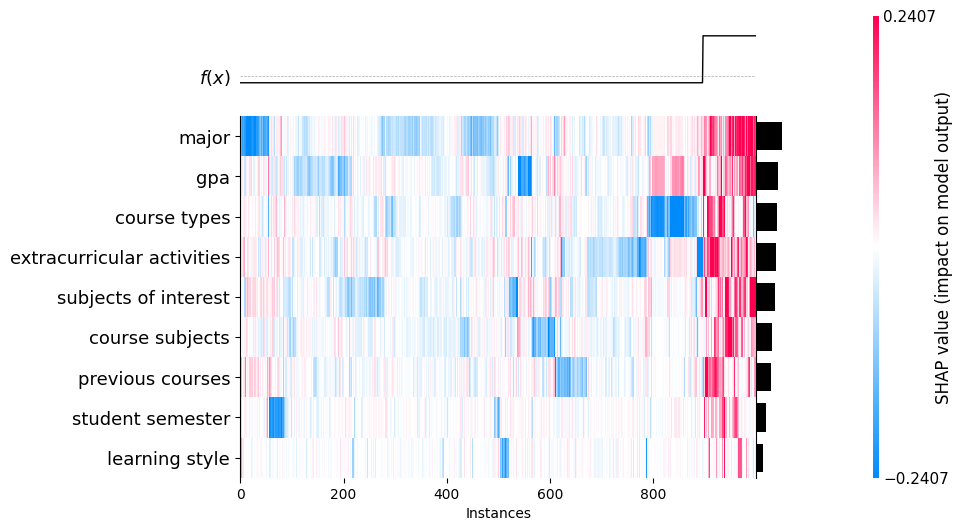 0.2407
f(x)
major
gpa
course types
extracurricular activities
subjects of interest
course subjects
previous courses
student semester
learning style
0 200 400 600 800
Instances
SHAP value (impact on model output)
−0.2407